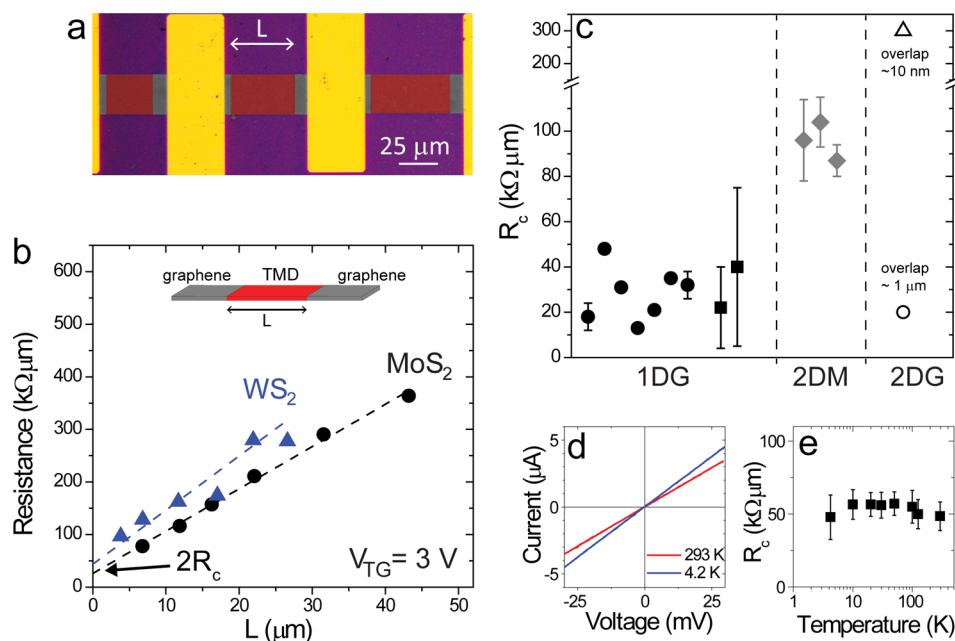 a
L
25 μm
b
Resistance (kΩμm)
600
500
400
300
200
100
0
graphene
TMD
graphene
L
WS2
MoS2
2Rc
VTG= 3 V
0
10
20
30
40
50
L (μm)
c
Rc (kΩμm)
300
200
100
80
60
40
20
0
overlap
~10 nm
overlap
~ 1 μm
1DG
2DM
2DG
d
Current (μA)
5
0
-5
293 K
4.2 K
-25
0
25
Voltage (mV)
e
Rc (kΩμm)
100
50
0
1
10
100
Temperature (K)